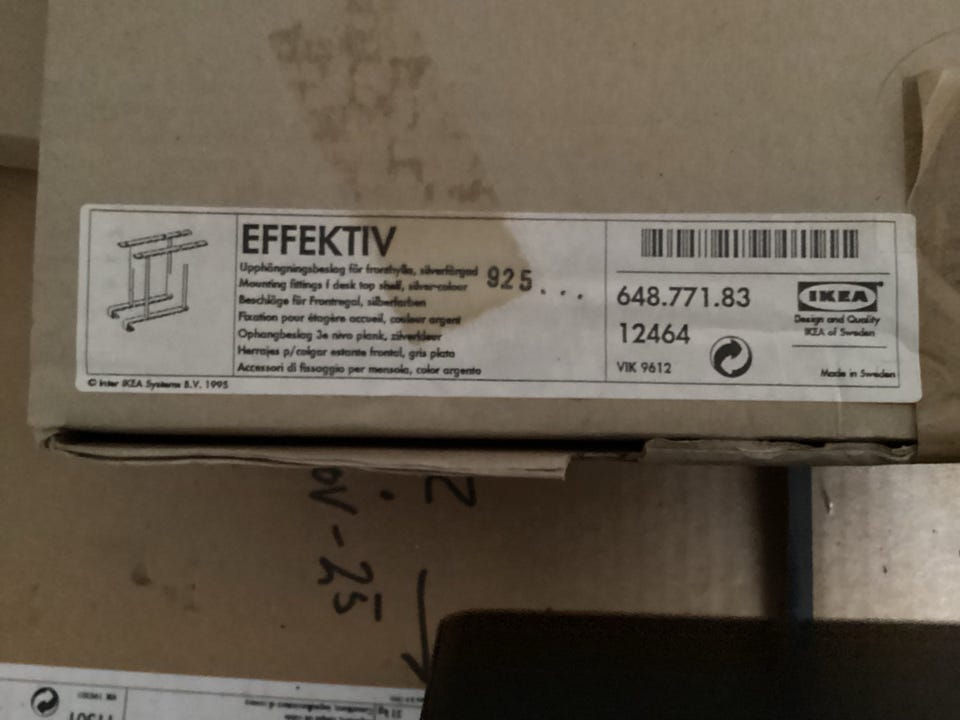 EFFEKTIV
Upphängningsbeslag för fronthylla, silverfärgad
Mounting fittings f desk top shelf, silver-colour
Beschläge für Frontregal, silberfarben
Fixation pour étagère accueil, couleur argent
Ophangbeslag 3e nivo plank, zilverkleur
Herrajes p/colgar estante frontal, gris plata
Accessori di fissaggio per mensola, color argento
925...
648.771.83
12464
VIK 9612
IKEA
Design and Quality
IKEA of Sweden
Made in Sweden
© Inter IKEA Systems B.V. 1995